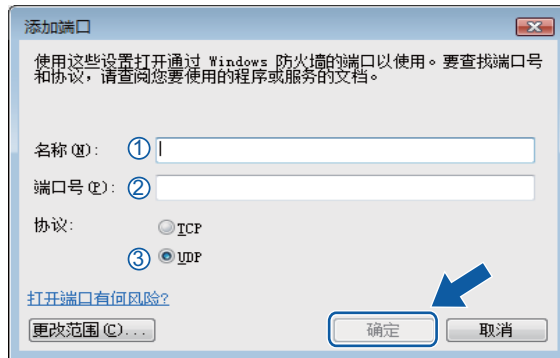 添加端口
使用这些设置打开通过 Windows 防火墙的端口以使用。要查找端口号
和协议，请查阅您要使用的程序或服务的文档。
名称(N): ①
端口号(P): ②
协议: TCP
③ UDP
打开端口有何风险?
更改范围(C)... 确定 取消